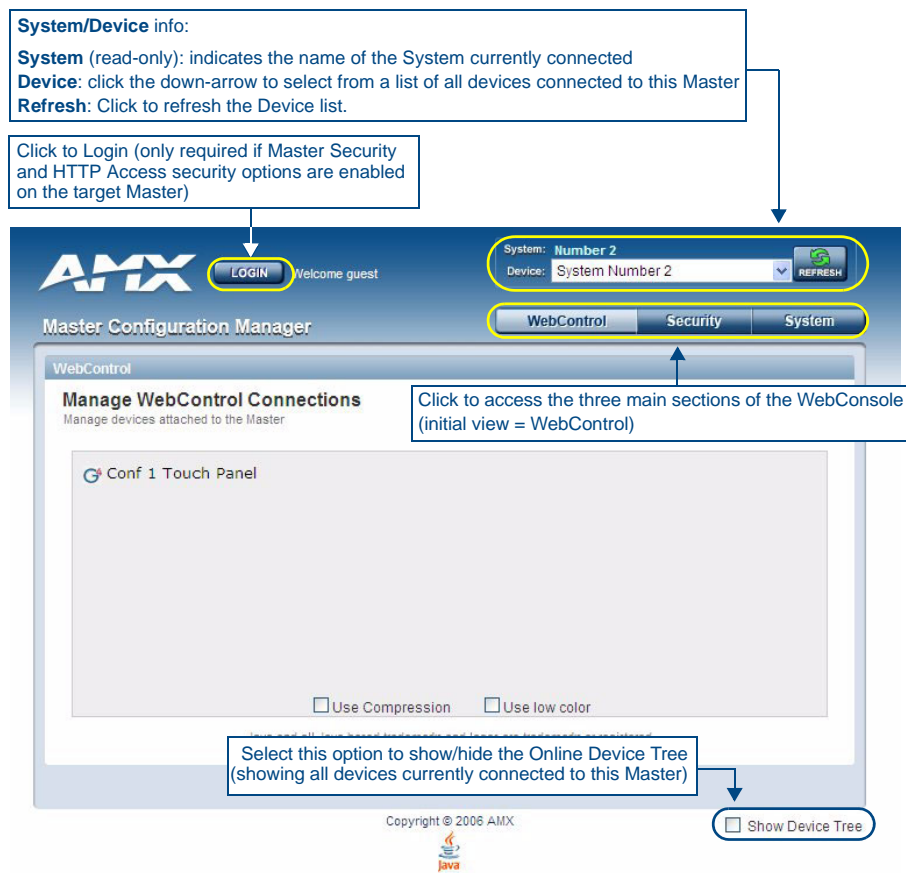 System/Device info:
System (read-only): indicates the name of the System currently connected
Device: click the down-arrow to select from a list of all devices connected to this Master
Refresh: Click to refresh the Device list.
Click to Login (only required if Master Security
and HTTP Access security options are enabled
on the target Master)
AMX
LOGIN
Welcome guest
System: Number 2
Device: System Number 2
REFRESH
Master Configuration Manager
WebControl
Security
System
WebControl
Manage WebControl Connections
Manage devices attached to the Master
Click to access the three main sections of the WebConsole
(initial view = WebControl)
Conf 1 Touch Panel
Use Compression
Use low color
Select this option to show/hide the Online Device Tree
(showing all devices currently connected to this Master)
Copyright © 2006 AMX
Show Device Tree
Java